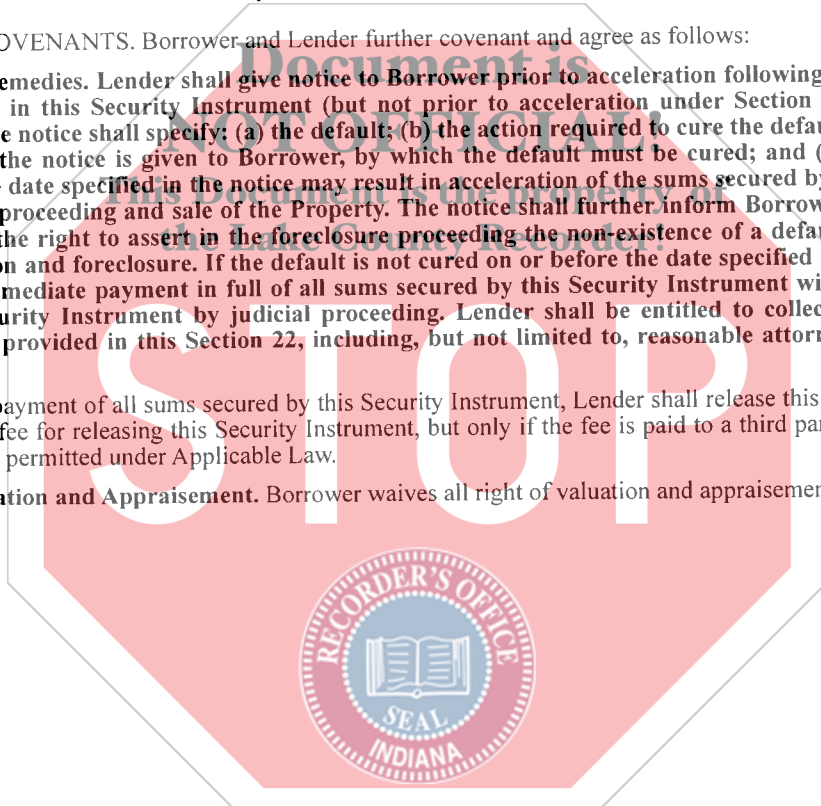 OVENANTS. Borrower and Lender further covenant and agree as follows:
emedies. Lender shall give notice to Borrower prior to acceleration following
in this Security Instrument (but not prior to acceleration under Section
e notice shall specify: (a) the default; (b) the action required to cure the defau
the notice is given to Borrower, by which the default must be cured; and (
date specified in the notice may result in acceleration of the sums secured by
proceeding and sale of the Property. The notice shall further inform Borrow
the right to assert in the foreclosure proceeding the non-existence of a defau
on and foreclosure. If the default is not cured on or before the date specified
mediate payment in full of all sums secured by this Security Instrument wi
urity Instrument by judicial proceeding. Lender shall be entitled to collec
provided in this Section 22, including, but not limited to, reasonable attorn
payment of all sums secured by this Security Instrument, Lender shall release this
fee for releasing this Security Instrument, but only if the fee is paid to a third par
permitted under Applicable Law.
ation and Appraisement. Borrower waives all right of valuation and appraisemen
Document is
NOT OFFICIAL!
This Document is the property of
the Lake County Recorder!
STOP
RECORDER'S OFFICE
SEAL
INDIANA